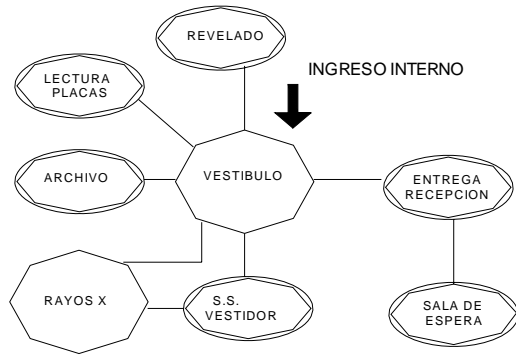 REVELADO
INGRESO INTERNO
LECTURA
PLACAS
ARCHIVO
VESTIBULO
ENTREGA
RECEPCION
RAYOS X
S.S.
VESTIDOR
SALA DE
ESPERA